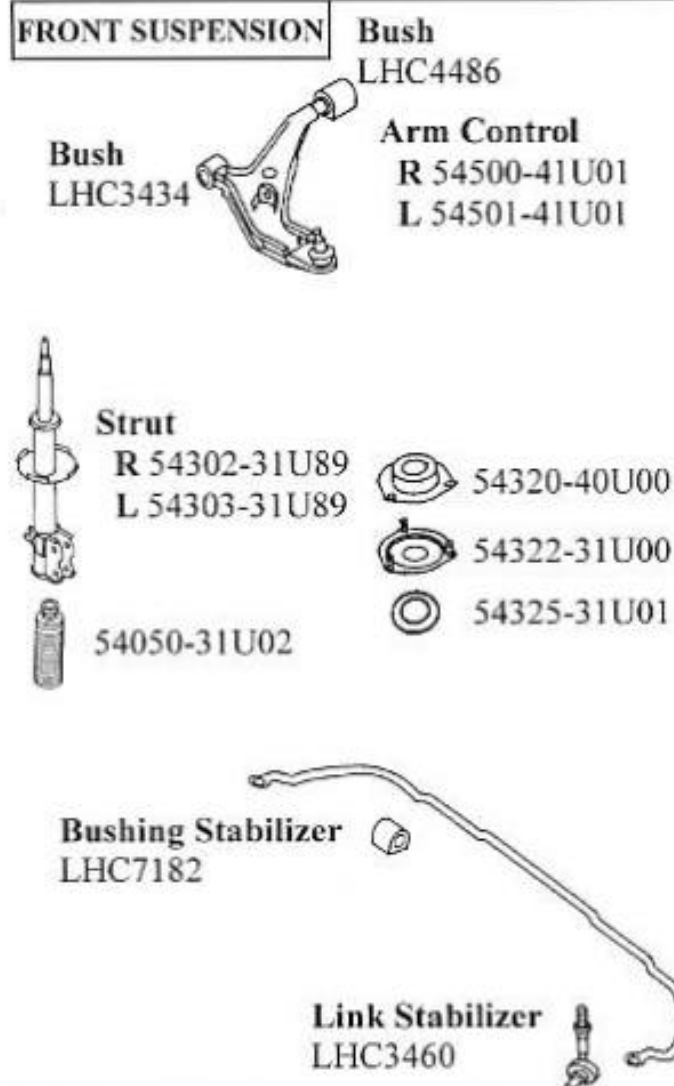 FRONT SUSPENSION
Bush
LHC4486
Bush
LHC3434
Arm Control
R 54500-41U01
L 54501-41U01
Strut
R 54302-31U89
L 54303-31U89
54320-40U00
54322-31U00
54325-31U01
54050-31U02
Bushing Stabilizer
LHC7182
Link Stabilizer
LHC3460